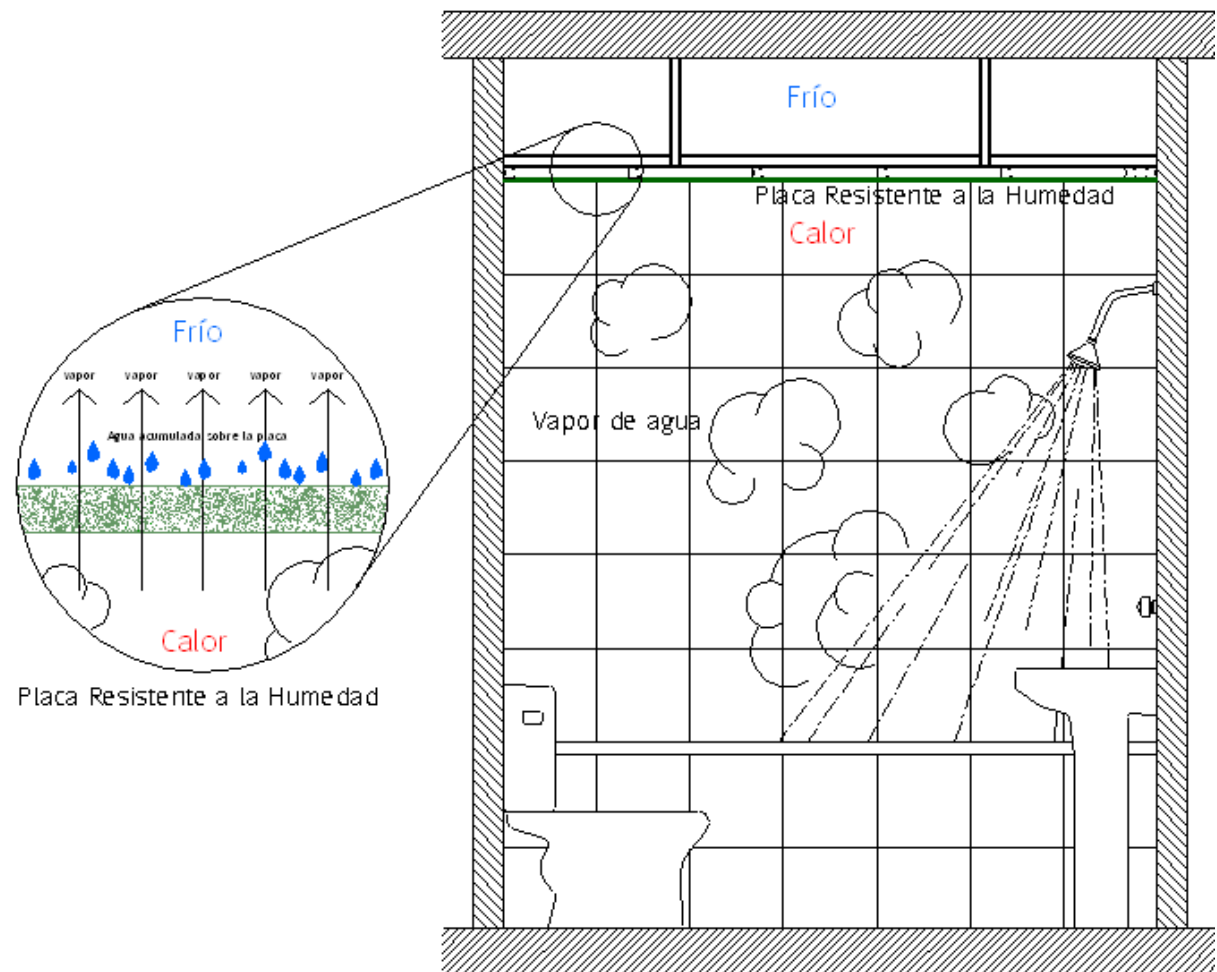 Frío
Placa Resistente a la Humedad
Calor
Vapor de agua
Frío
vapor vapor vapor vapor vapor
Agua acumulada sobre la placa
Calor
Placa Resistente a la Humedad